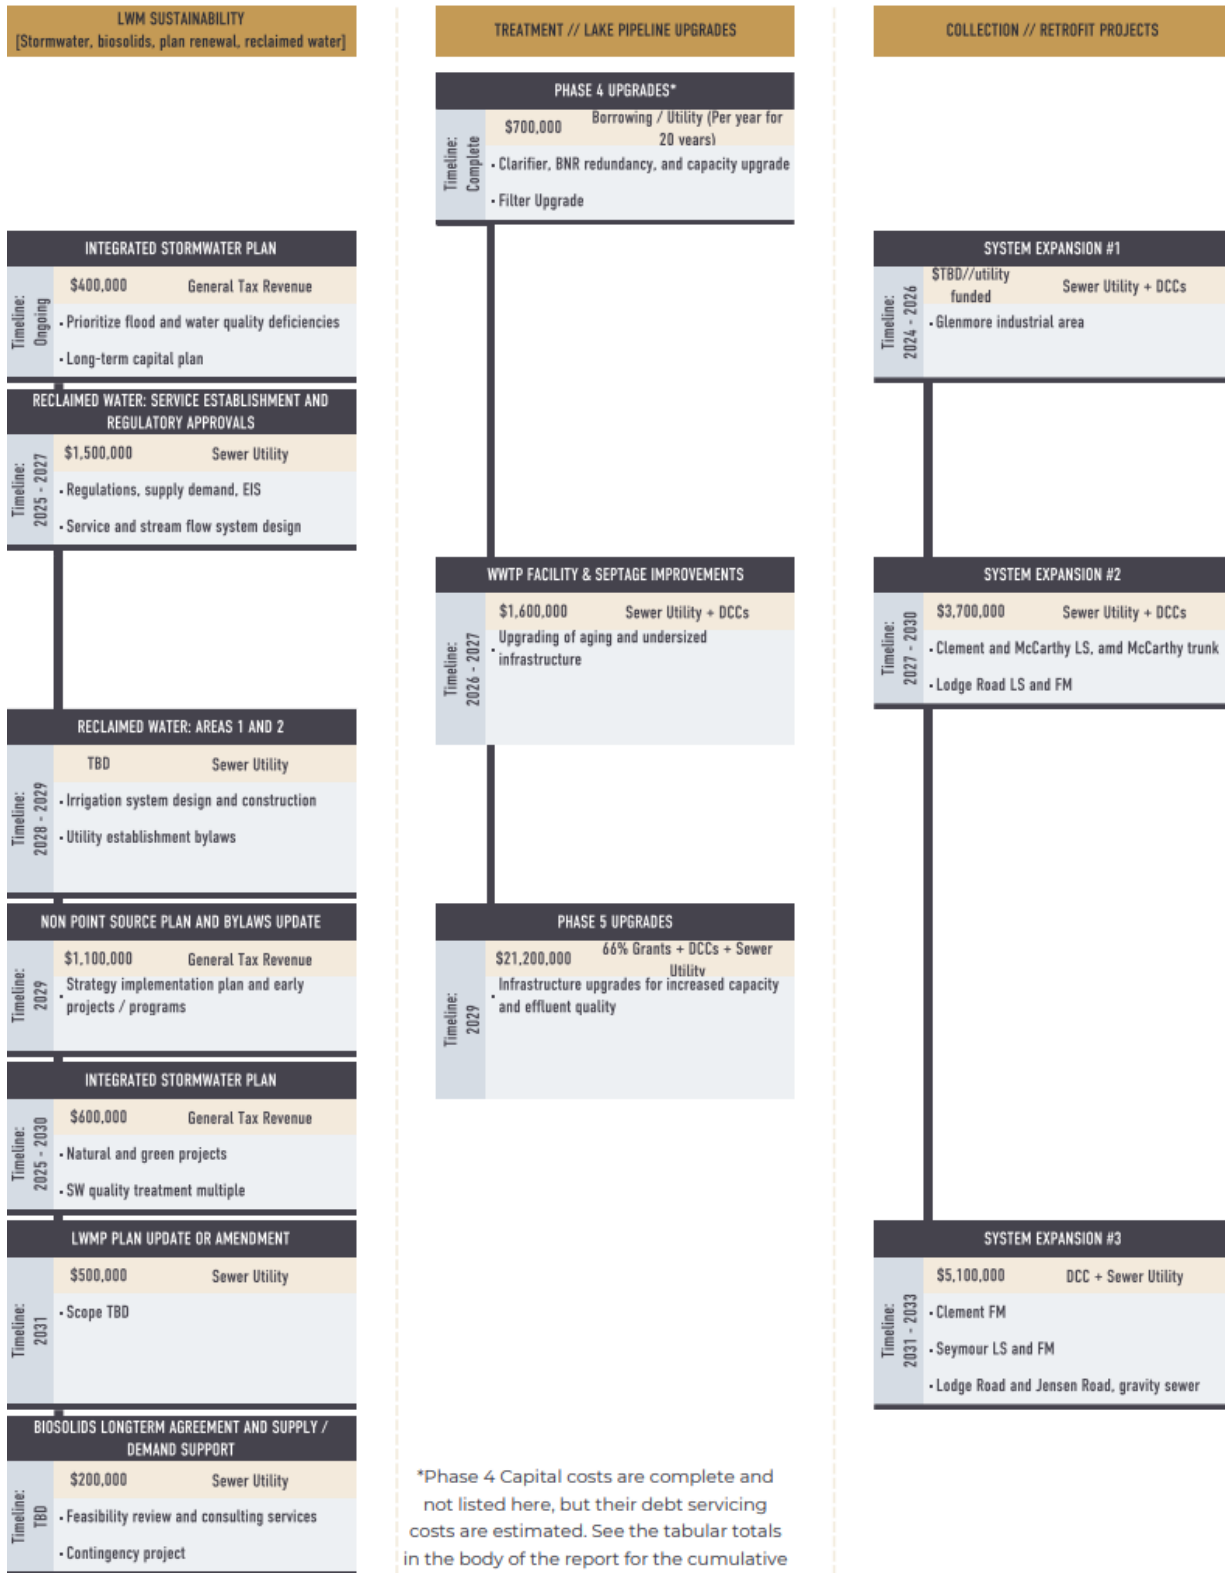 LWM SUSTAINABILITY
[Stormwater, biosolids, plan renewal, reclaimed water]
INTEGRATED STORMWATER PLAN
Timeline:
Ongoing
$400,000 General Tax Revenue
• Prioritize flood and water quality deficiencies
• Long-term capital plan
RECLAIMED WATER: SERVICE ESTABLISHMENT AND
REGULATORY APPROVALS
Timeline:
2025 - 2027
$1,500,000 Sewer Utility
• Regulations, supply demand, EIS
• Service and stream flow system design
RECLAIMED WATER: AREAS 1 AND 2
Timeline:
2028 - 2029
TBD Sewer Utility
• Irrigation system design and construction
• Utility establishment bylaws
NON POINT SOURCE PLAN AND BYLAWS UPDATE
Timeline:
2029
$1,100,000 General Tax Revenue
• Strategy implementation plan and early
projects / programs
INTEGRATED STORMWATER PLAN
Timeline:
2025 - 2030
$600,000 General Tax Revenue
• Natural and green projects
• SW quality treatment multiple
LWMP PLAN UPDATE OR AMENDMENT
Timeline:
2031
$500,000 Sewer Utility
• Scope TBD
BIOSOLIDS LONGTERM AGREEMENT AND SUPPLY /
DEMAND SUPPORT
Timeline:
TBD
$200,000 Sewer Utility
• Feasibility review and consulting services
• Contingency project
TREATMENT // LAKE PIPELINE UPGRADES
PHASE 4 UPGRADES*
Timeline:
Complete
$700,000 Borrowing / Utility (Per year for
20 years)
• Clarifier, BNR redundancy, and capacity upgrade
• Filter Upgrade
WWTP FACILITY & SEPTAGE IMPROVEMENTS
Timeline:
2026 - 2027
$1,600,000 Sewer Utility + DCCs
• Upgrading of aging and undersized
infrastructure
PHASE 5 UPGRADES
Timeline:
2029
$21,200,000 66% Grants + DCCs + Sewer
Utility
• Infrastructure upgrades for increased capacity
and effluent quality
*Phase 4 Capital costs are complete and
not listed here, but their debt servicing
costs are estimated. See the tabular totals
in the body of the report for the cumulative
COLLECTION // RETROFIT PROJECTS
SYSTEM EXPANSION #1
Timeline:
2024 - 2026
$TBD//utility
funded Sewer Utility + DCCs
• Glenmore industrial area
SYSTEM EXPANSION #2
Timeline:
2027 - 2030
$3,700,000 Sewer Utility + DCCs
• Clement and McCarthy LS, amd McCarthy trunk
• Lodge Road LS and FM
SYSTEM EXPANSION #3
Timeline:
2031 - 2033
$5,100,000 DCC + Sewer Utility
• Clement FM
• Seymour LS and FM
• Lodge Road and Jensen Road, gravity sewer